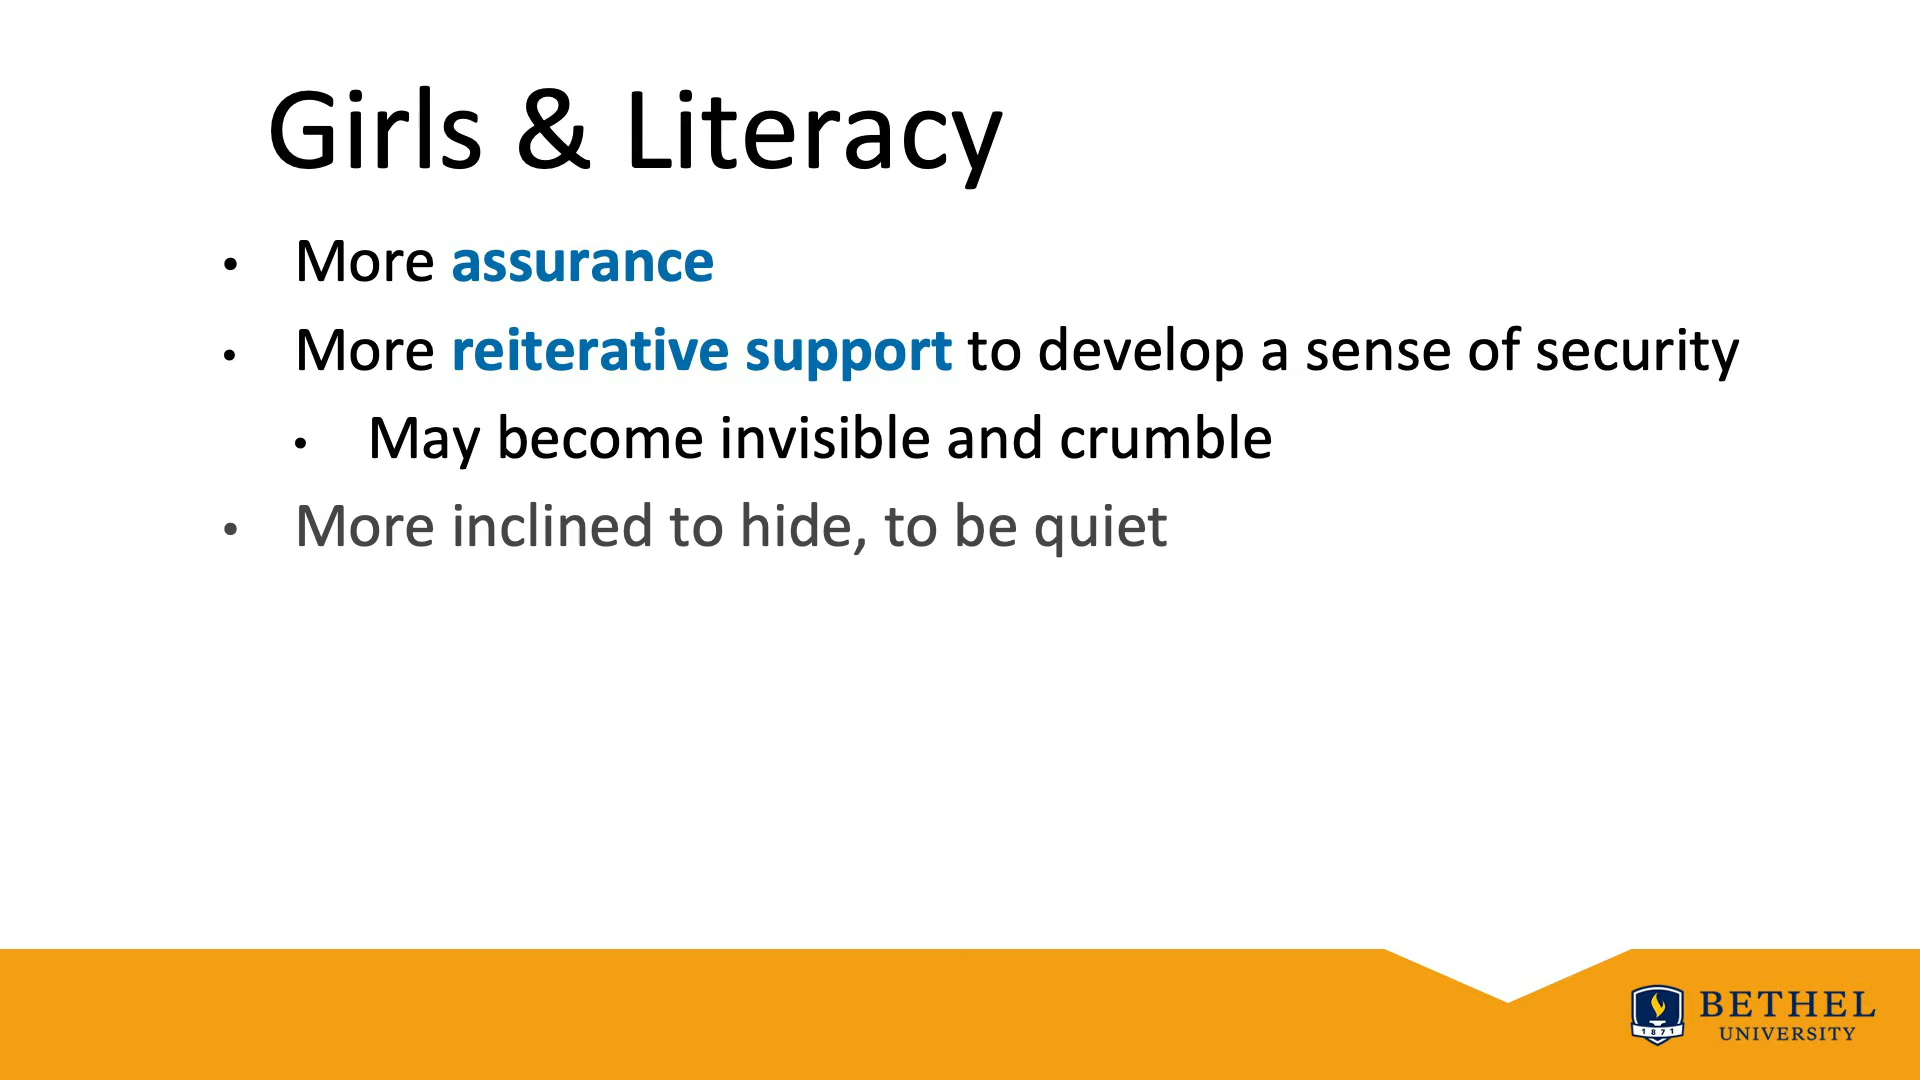 Girls & Literacy
• More assurance
• More reiterative support to develop a sense of security
• May become invisible and crumble
• More inclined to hide, to be quiet
1871
BETHEL
UNIVERSITY